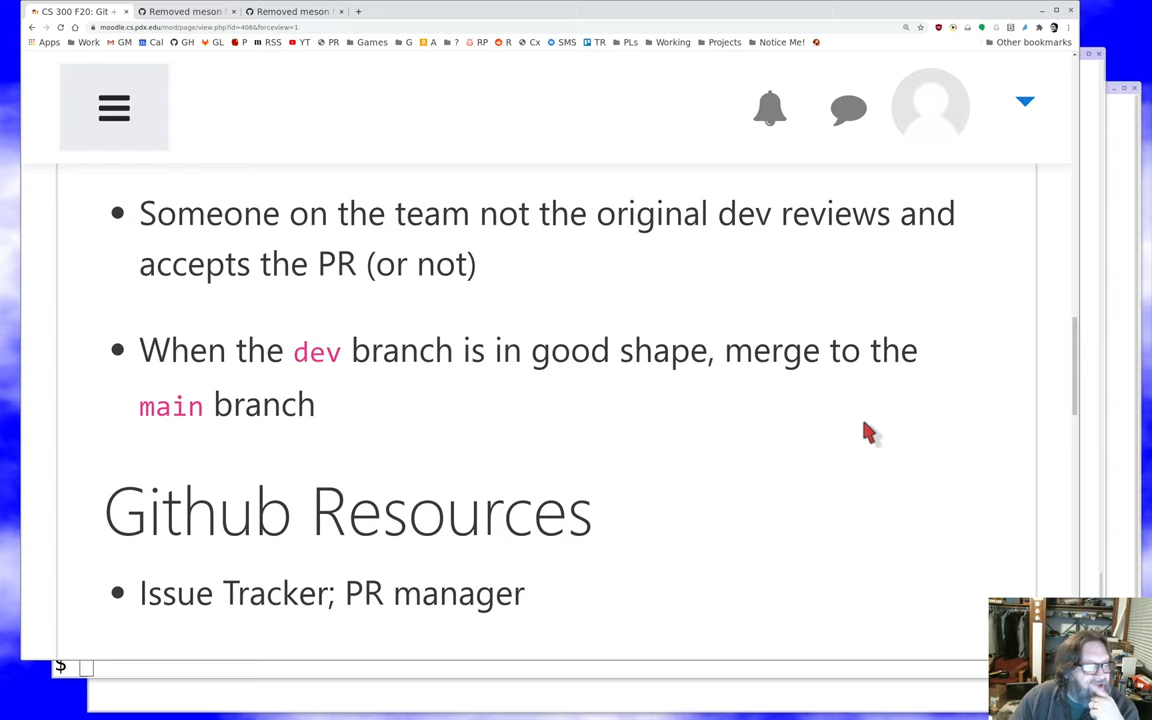 CS 300 F20: Git
Removed meson
Removed meson
moodle.cs.pdx.edu/mod/page/view.php?id=406&forceview=1
Apps Work GM Cal GH GL P RSS YT PR Games G A ? RP R Cx SMS TR PLs Working Projects Notice Me! Other bookmarks
Someone on the team not the original dev reviews and
accepts the PR (or not)
When the dev branch is in good shape, merge to the
main branch
Github Resources
Issue Tracker; PR manager
$